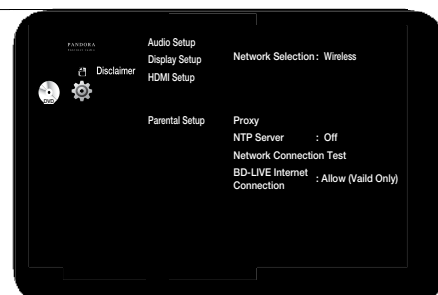 PANDORA
Disclaimer
DVD
Audio Setup
Display Setup
HDMI Setup
Parental Setup
Network Selection : Wireless
Proxy
NTP Server : Off
Network Connection Test
BD-LIVE Internet
Connection : Allow (Vaild Only)